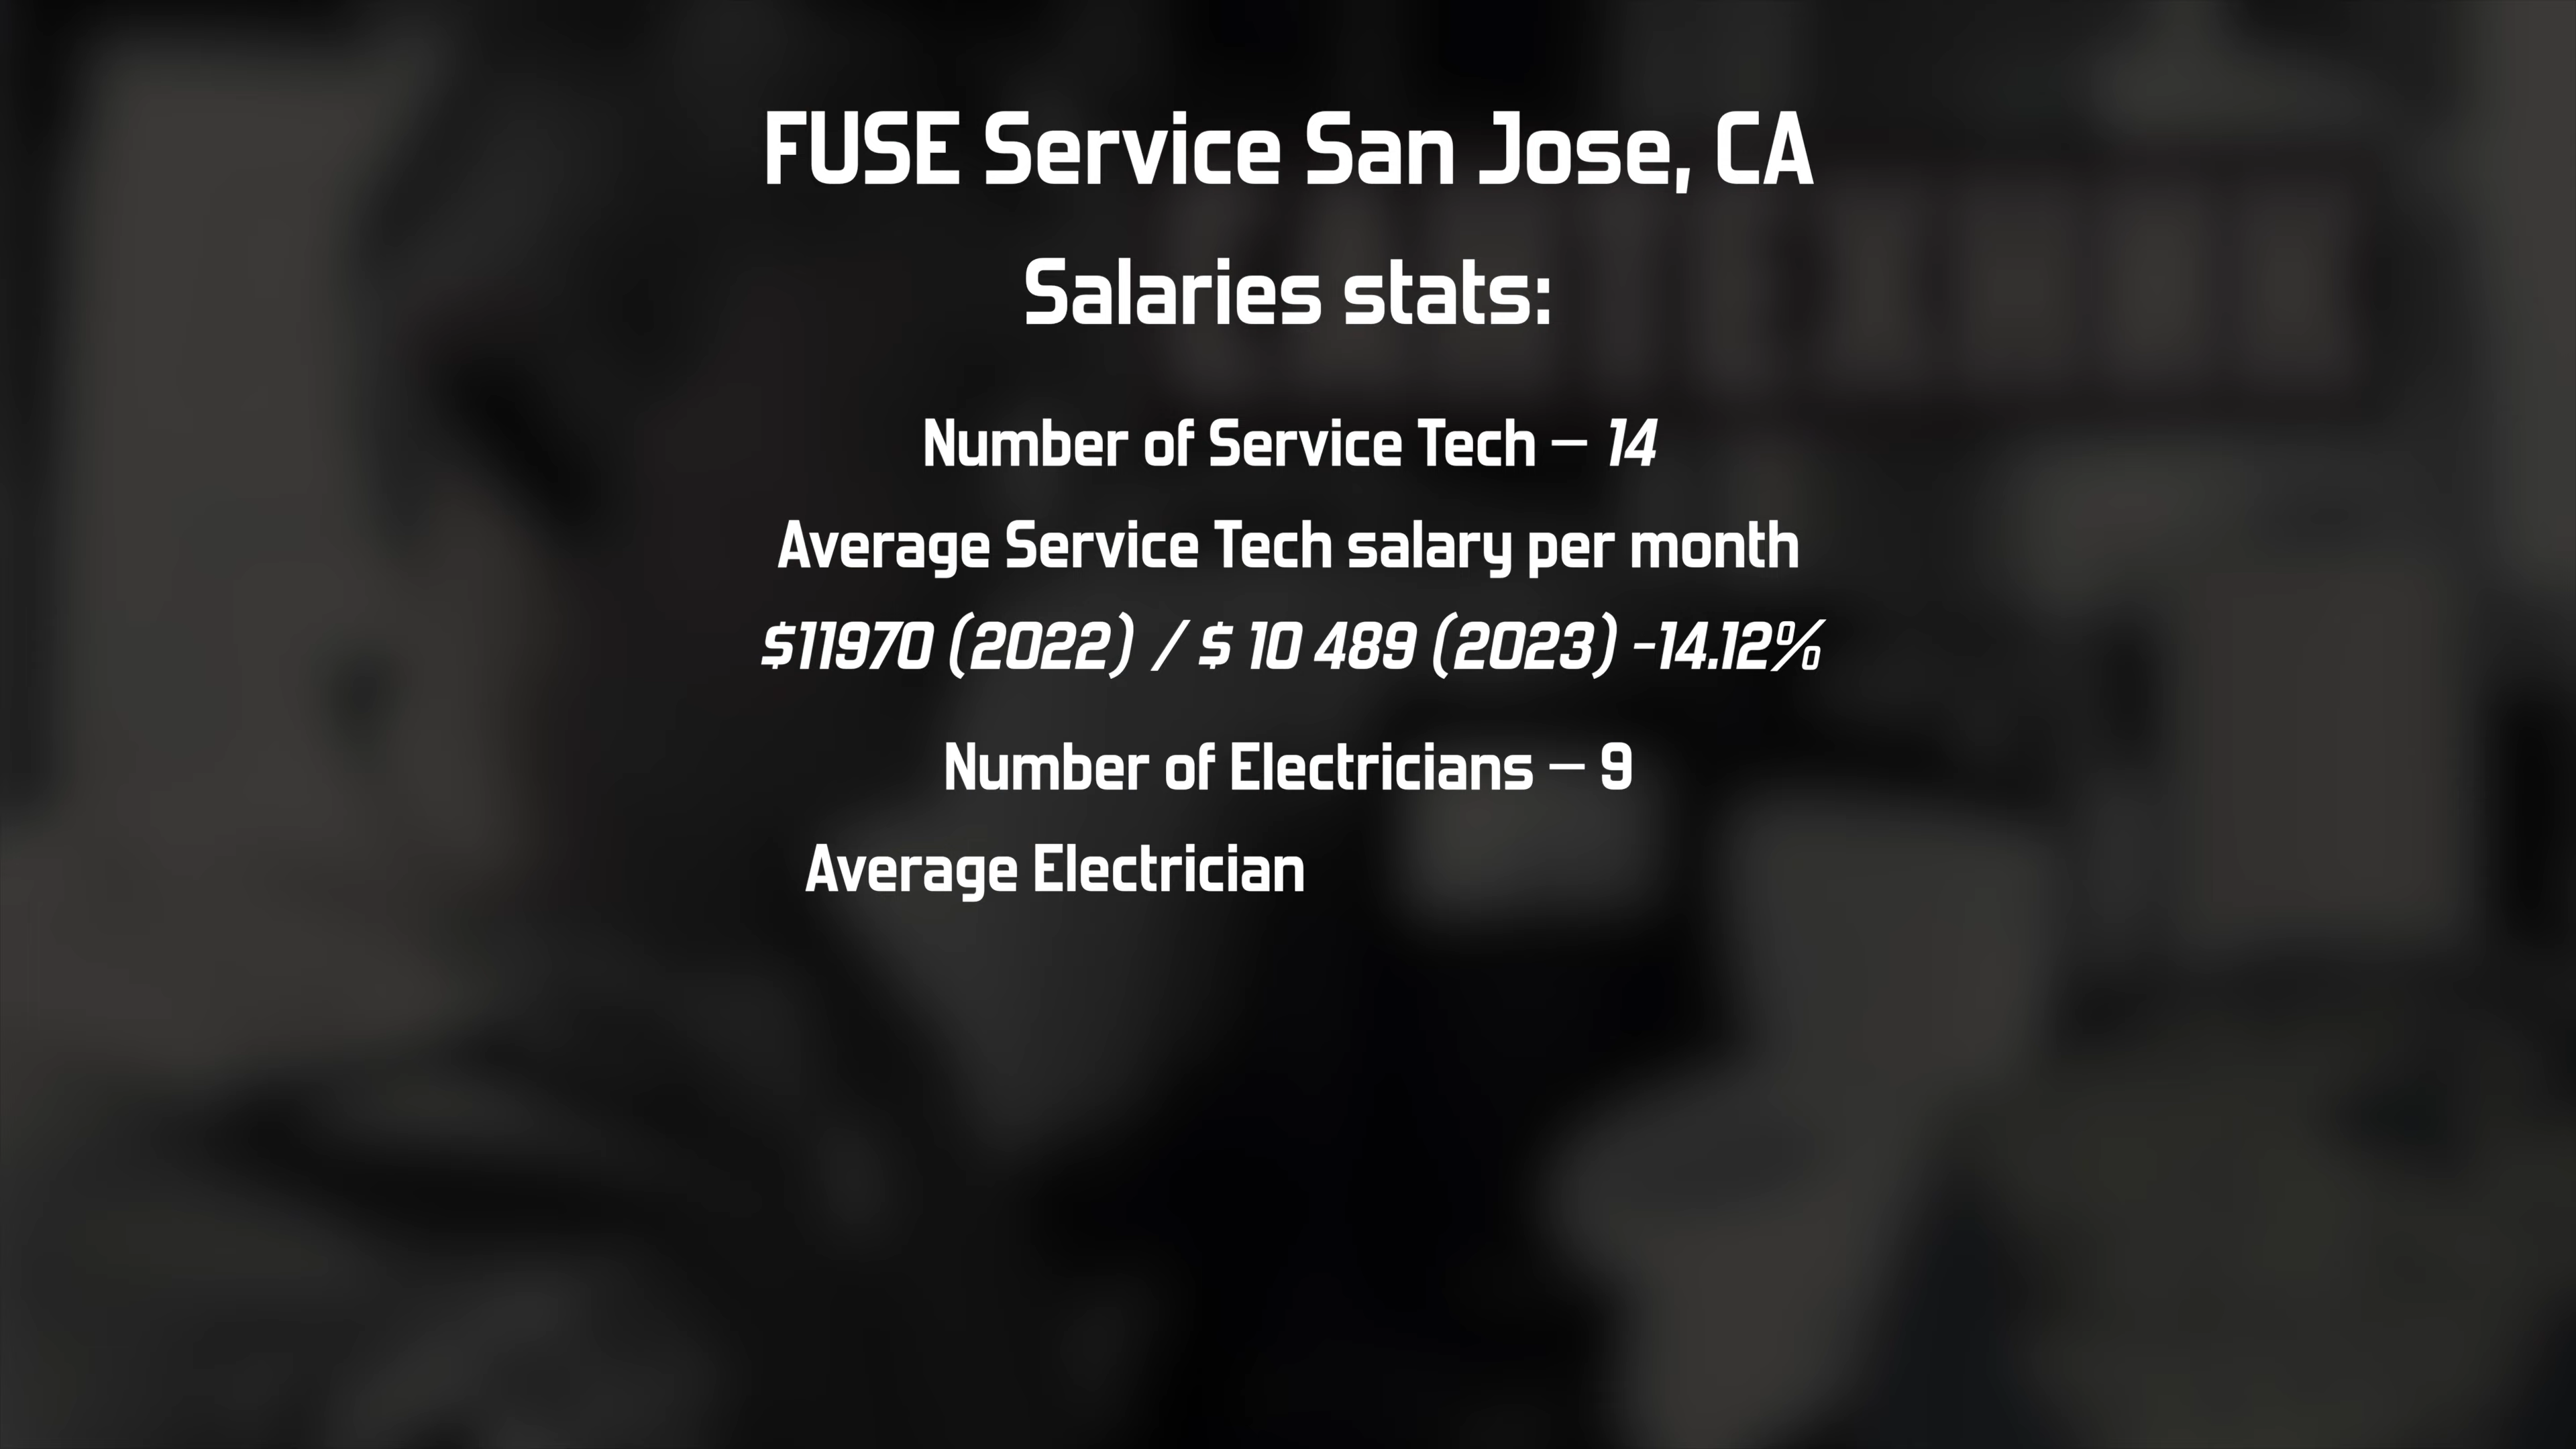 FUSE Service San Jose, CA
Salaries stats:
Number of Service Tech – 14
Average Service Tech salary per month
$11970 (2022) / $ 10 489 (2023) -14.12%
Number of Electricians – 9
Average Electrician